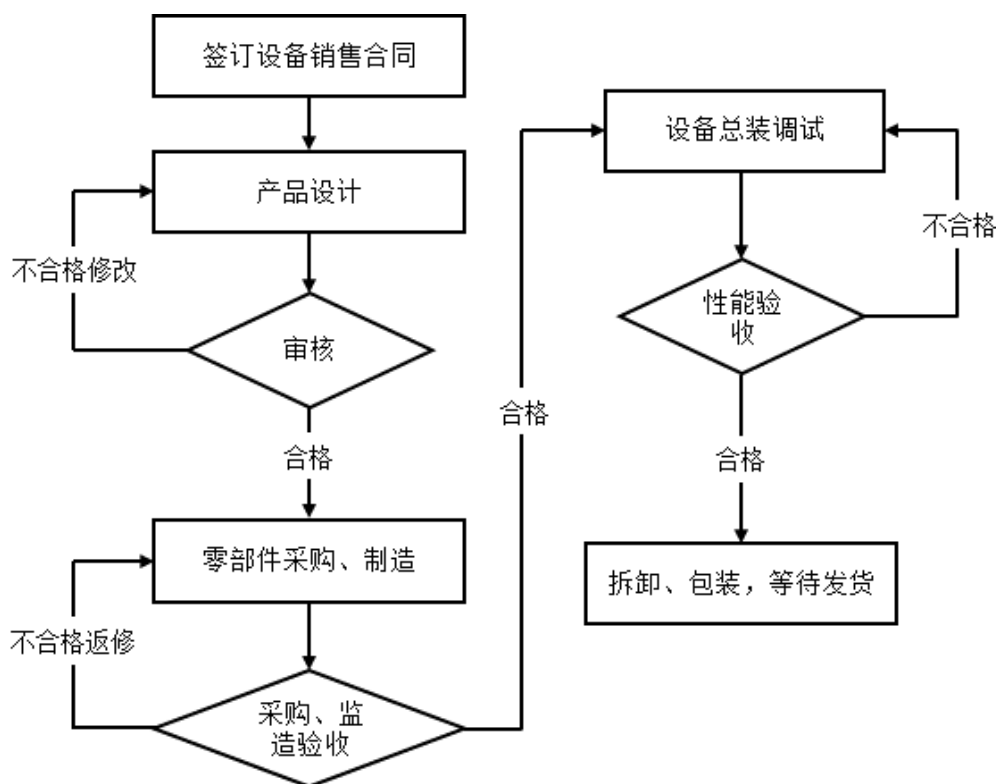 签订设备销售合同
产品设计
不合格修改
审核
合格
零部件采购、制造
不合格返修
采购、监
造验收
合格
设备总装调试
不合格
性能验
收
合格
拆卸、包装，等待发货